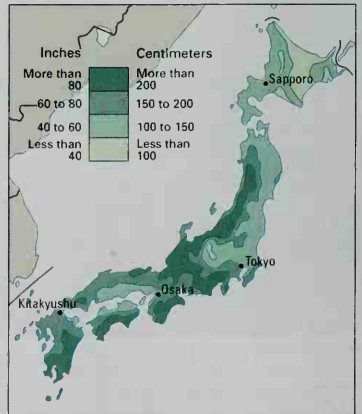 Inches Centimeters
More than 80 More than 200
60 to 80 150 to 200
40 to 60 100 to 150
Less than 40 Less than 100
Sapporo
Tokyo
Osaka
Kitakyushu